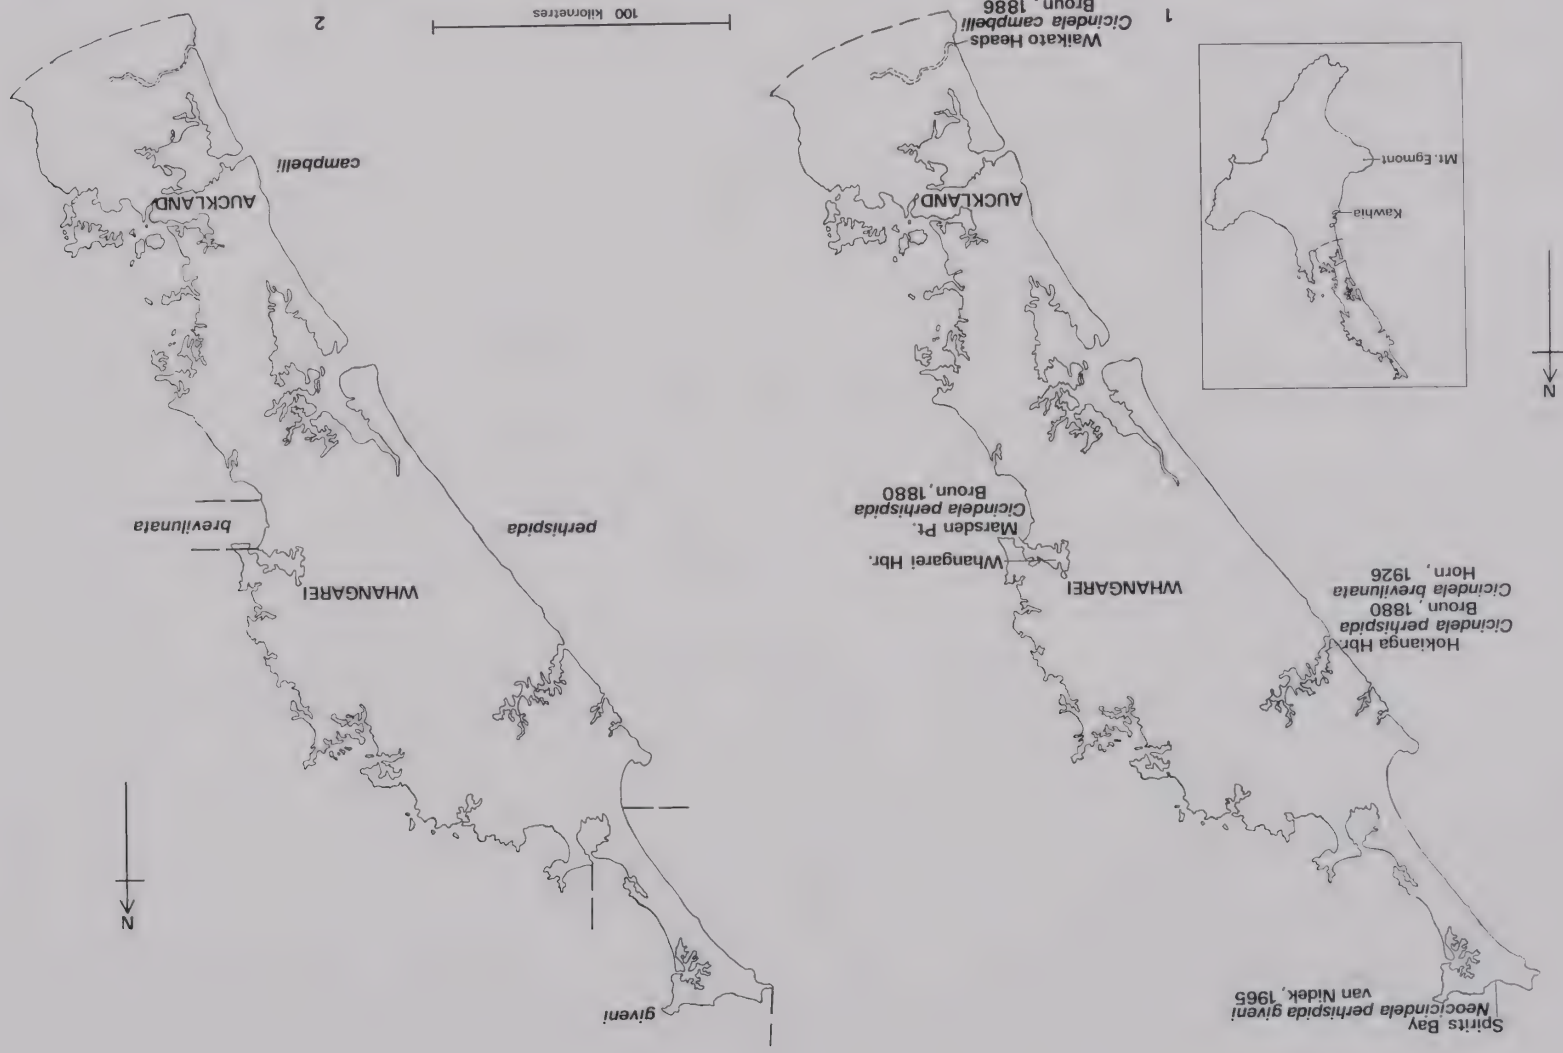 Spirits Bay
Neocicindela perhispida giveni
van Nidek, 1965
Hokianga Hbr.
Cicindela perhispida
Broun, 1880
Cicindela brevilunata
Horn, 1926
WHANGAREI
Whangarei Hbr.
Marsden Pt.
Cicindela perhispida
Broun, 1880
N
Kawhia
Mt. Egmont
AUCKLAND
Waikato Heads
Cicindela campbelli
Broun, 1886
1
giveni
N
WHANGAREI
perhispida
brevilunata
AUCKLAND
campbelli
100 kilometres
2